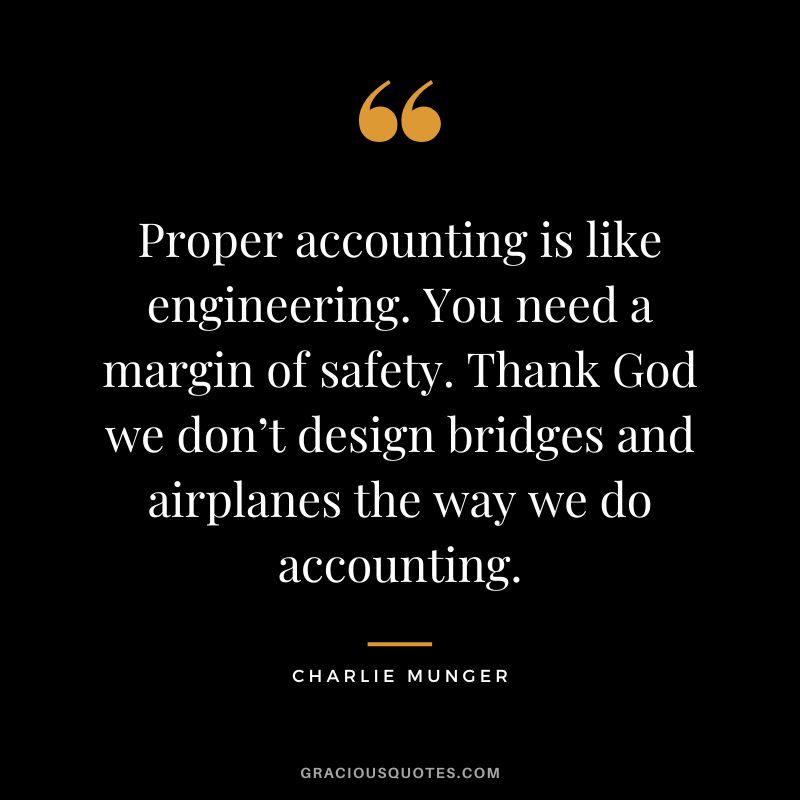 “
Proper accounting is like
engineering. You need a
margin of safety. Thank God
we don’t design bridges and
airplanes the way we do
accounting.
CHARLIE MUNGER
GRACIOUSQUOTES.COM